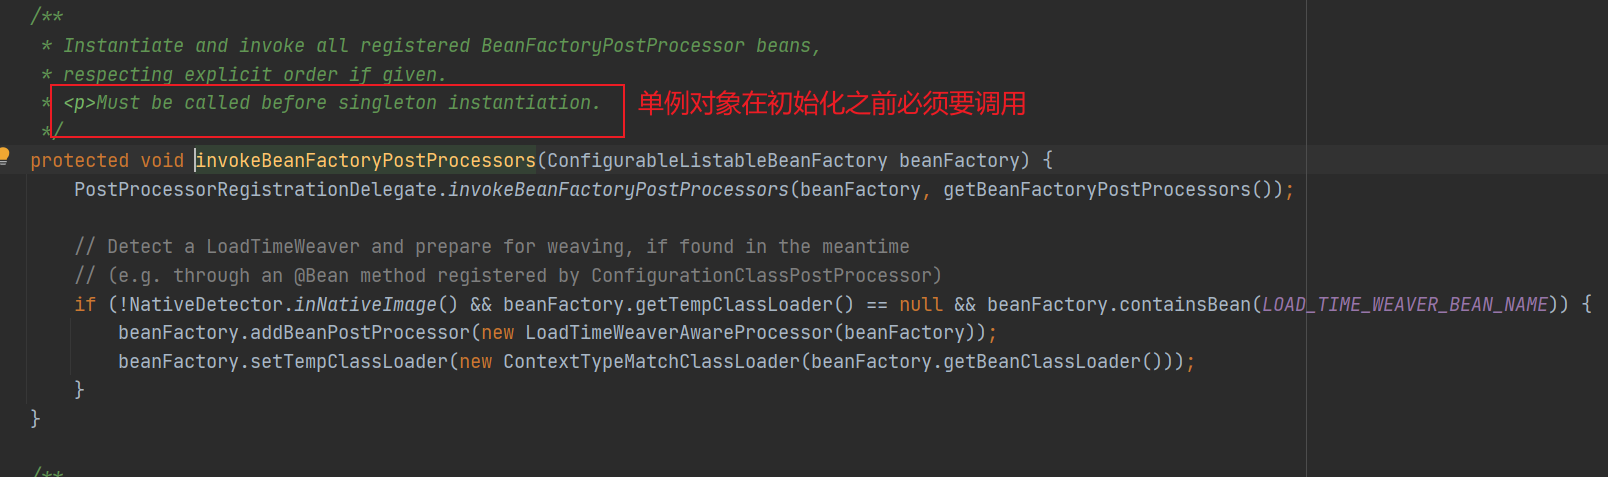 /**
* Instantiate and invoke all registered BeanFactoryPostProcessor beans,
* respecting explicit order if given.
* <p>Must be called before singleton instantiation. 单例对象在初始化之前必须要调用
*/
protected void invokeBeanFactoryPostProcessors(ConfigurableListableBeanFactory beanFactory) {
PostProcessorRegistrationDelegate.invokeBeanFactoryPostProcessors(beanFactory, getBeanFactoryPostProcessors());
// Detect a LoadTimeWeaver and prepare for weaving, if found in the meantime
// (e.g. through an @Bean method registered by ConfigurationClassPostProcessor)
if (!NativeDetector.inNativeImage() && beanFactory.getTempClassLoader() == null && beanFactory.containsBean(LOAD_TIME_WEAVER_BEAN_NAME)) {
beanFactory.addBeanPostProcessor(new LoadTimeWeaverAwareProcessor(beanFactory));
beanFactory.setTempClassLoader(new ContextTypeMatchClassLoader(beanFactory.getBeanClassLoader()));
}
}
/**